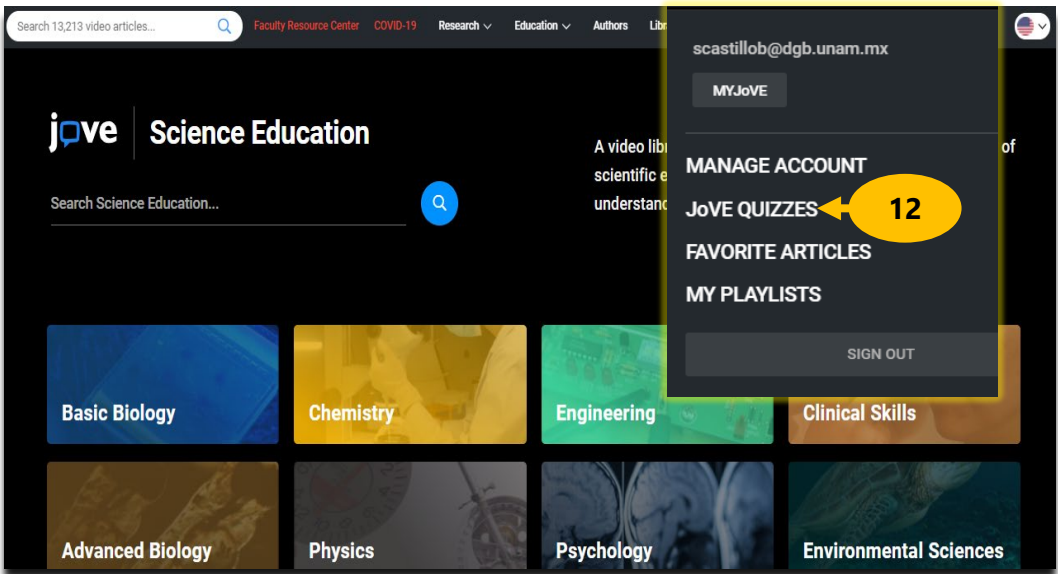 Search 13,213 video articles...
Faculty Resource Center
COVID-19
Research
Education
Authors
scastillob@dgb.unam.mx
MYJoVE
MANAGE ACCOUNT
JoVE QUIZZES
12
FAVORITE ARTICLES
MY PLAYLISTS
SIGN OUT
jove
Science Education
Search Science Education...
A video
of
scientific
Basic Biology
Chemistry
Engineering
Clinical Skills
Advanced Biology
Physics
Psychology
Environmental Sciences